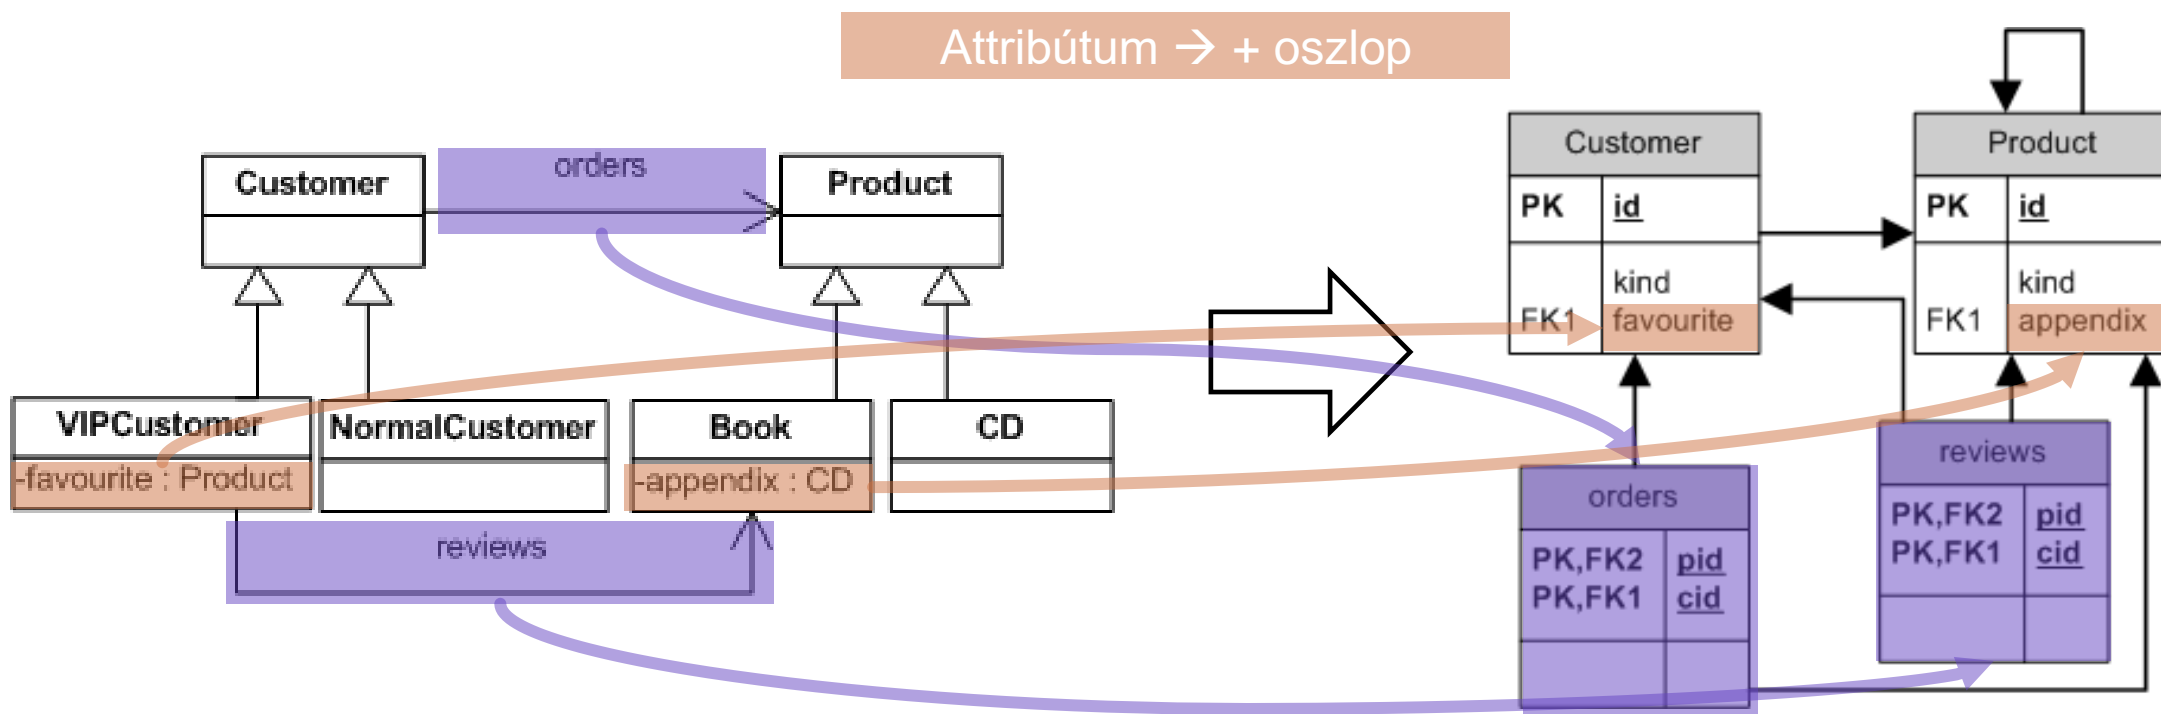 Attribútum → + oszlop
Customer
orders
Product
VIPCustomer
-favourite : Product
NormalCustomer
Book
-appendix : CD
CD
reviews
Customer
PK id
kind
FK1 favourite
Product
PK id
kind
FK1 appendix
orders
PK,FK2 pid
PK,FK1 cid
reviews
PK,FK2 pid
PK,FK1 cid